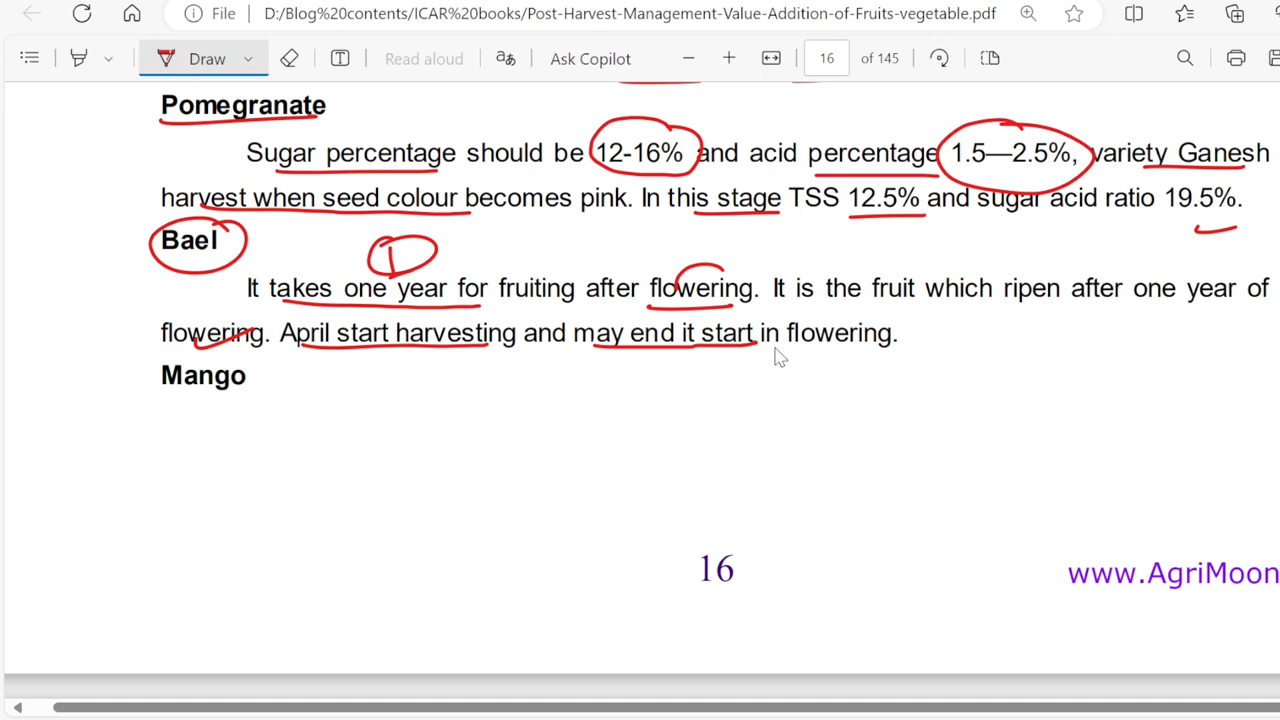 File D:/Blog%20contents/ICAR%20books/Post-Harvest-Management-Value-Addition-of-Fruits-vegetable.pdf
Draw Read aloud aあ Ask Copilot 16 of 145
Pomegranate
Sugar percentage should be 12-16% and acid percentage 1.5—2.5%, variety Ganesh
harvest when seed colour becomes pink. In this stage TSS 12.5% and sugar acid ratio 19.5%.
Bael
It takes one year for fruiting after flowering. It is the fruit which ripen after one year of
flowering. April start harvesting and may end it start in flowering.
Mango
16
www.AgriMoon